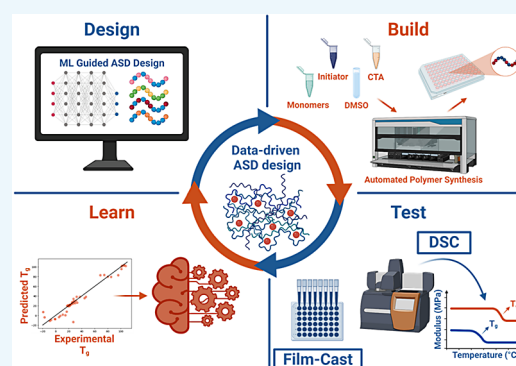 Design
ML Guided ASD Design
Build
Initiator
CTA
Monomers
DMSO
Automated Polymer Synthesis
Data-driven
ASD design
Learn
Predicted Tg
Experimental
Tg
Test
DSC
Film-Cast
Modulus (MPa)
Tg
Temperature (°C